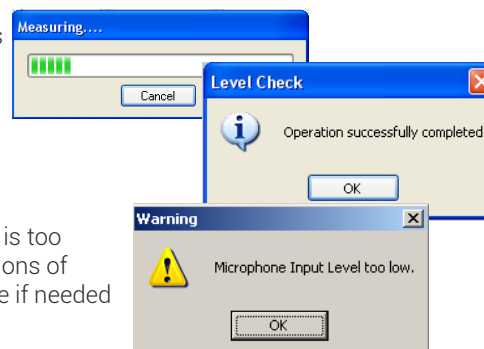 Measuring....
Cancel
Level Check
Operation successfully completed
OK
is too
ons of
e if needed
Warning
Microphone Input Level too low.
OK